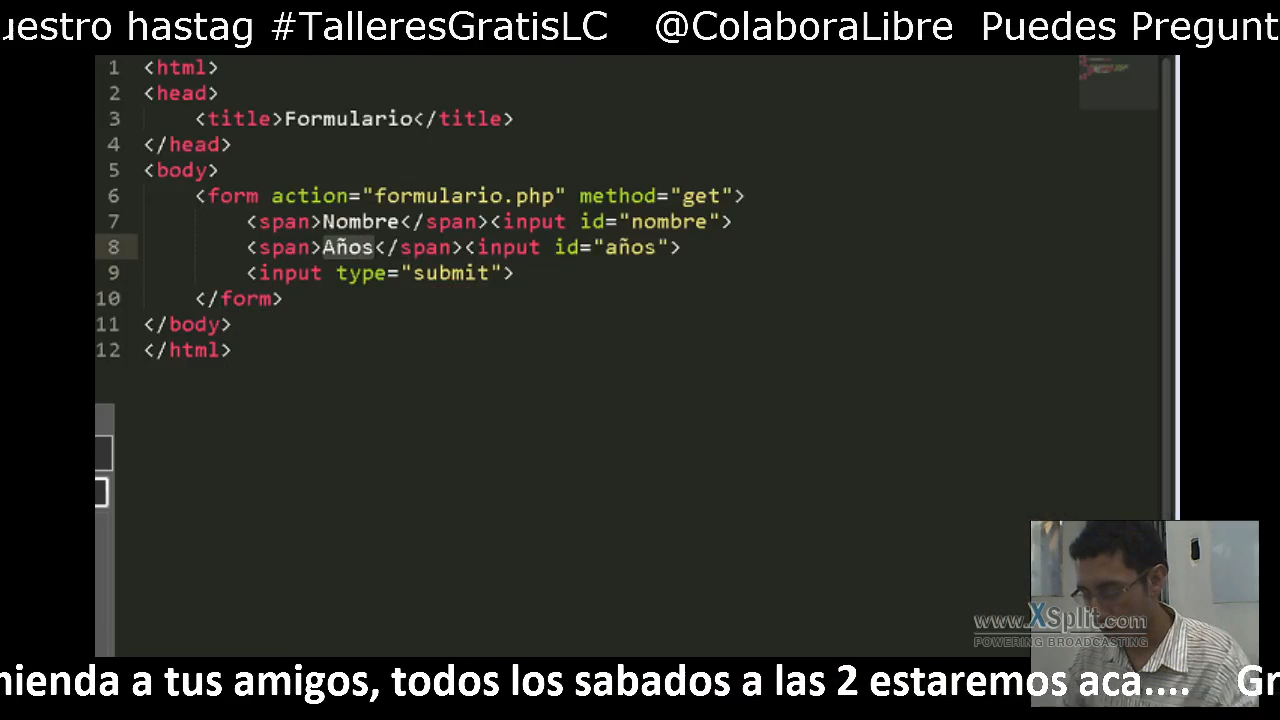 uestro hastag #TalleresGratisLC @ColaboraLibre Puedes Pregunt
1 <html>
2 <head>
3 <title>Formulario</title>
4 </head>
5 <body>
6 <form action="formulario.php" method="get">
7 <span>Nombre</span><input id="nombre">
8 <span>Años</span><input id="años">
9 <input type="submit">
10 </form>
11 </body>
12 </html>
www.XSplit.com
POWERING BROADCASTING
mienda a tus amigos, todos los sabados a las 2 estaremos aca.... Gr